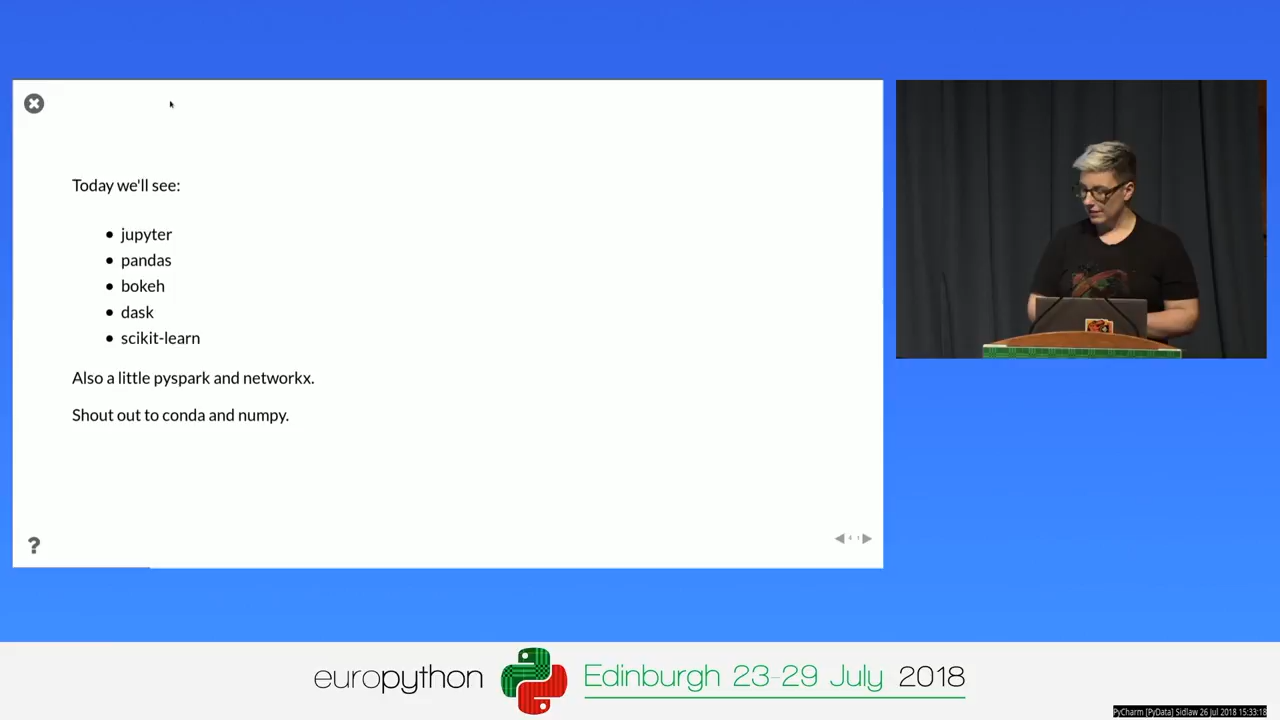 Today we'll see:
jupyter
pandas
bokeh
dask
scikit-learn
Also a little pyspark and networkx.
Shout out to conda and numpy.
?
europython Edinburgh 23-29 July 2018
PyCharm [PyData] Sidlaw 26 Jul 2018 15:33:18